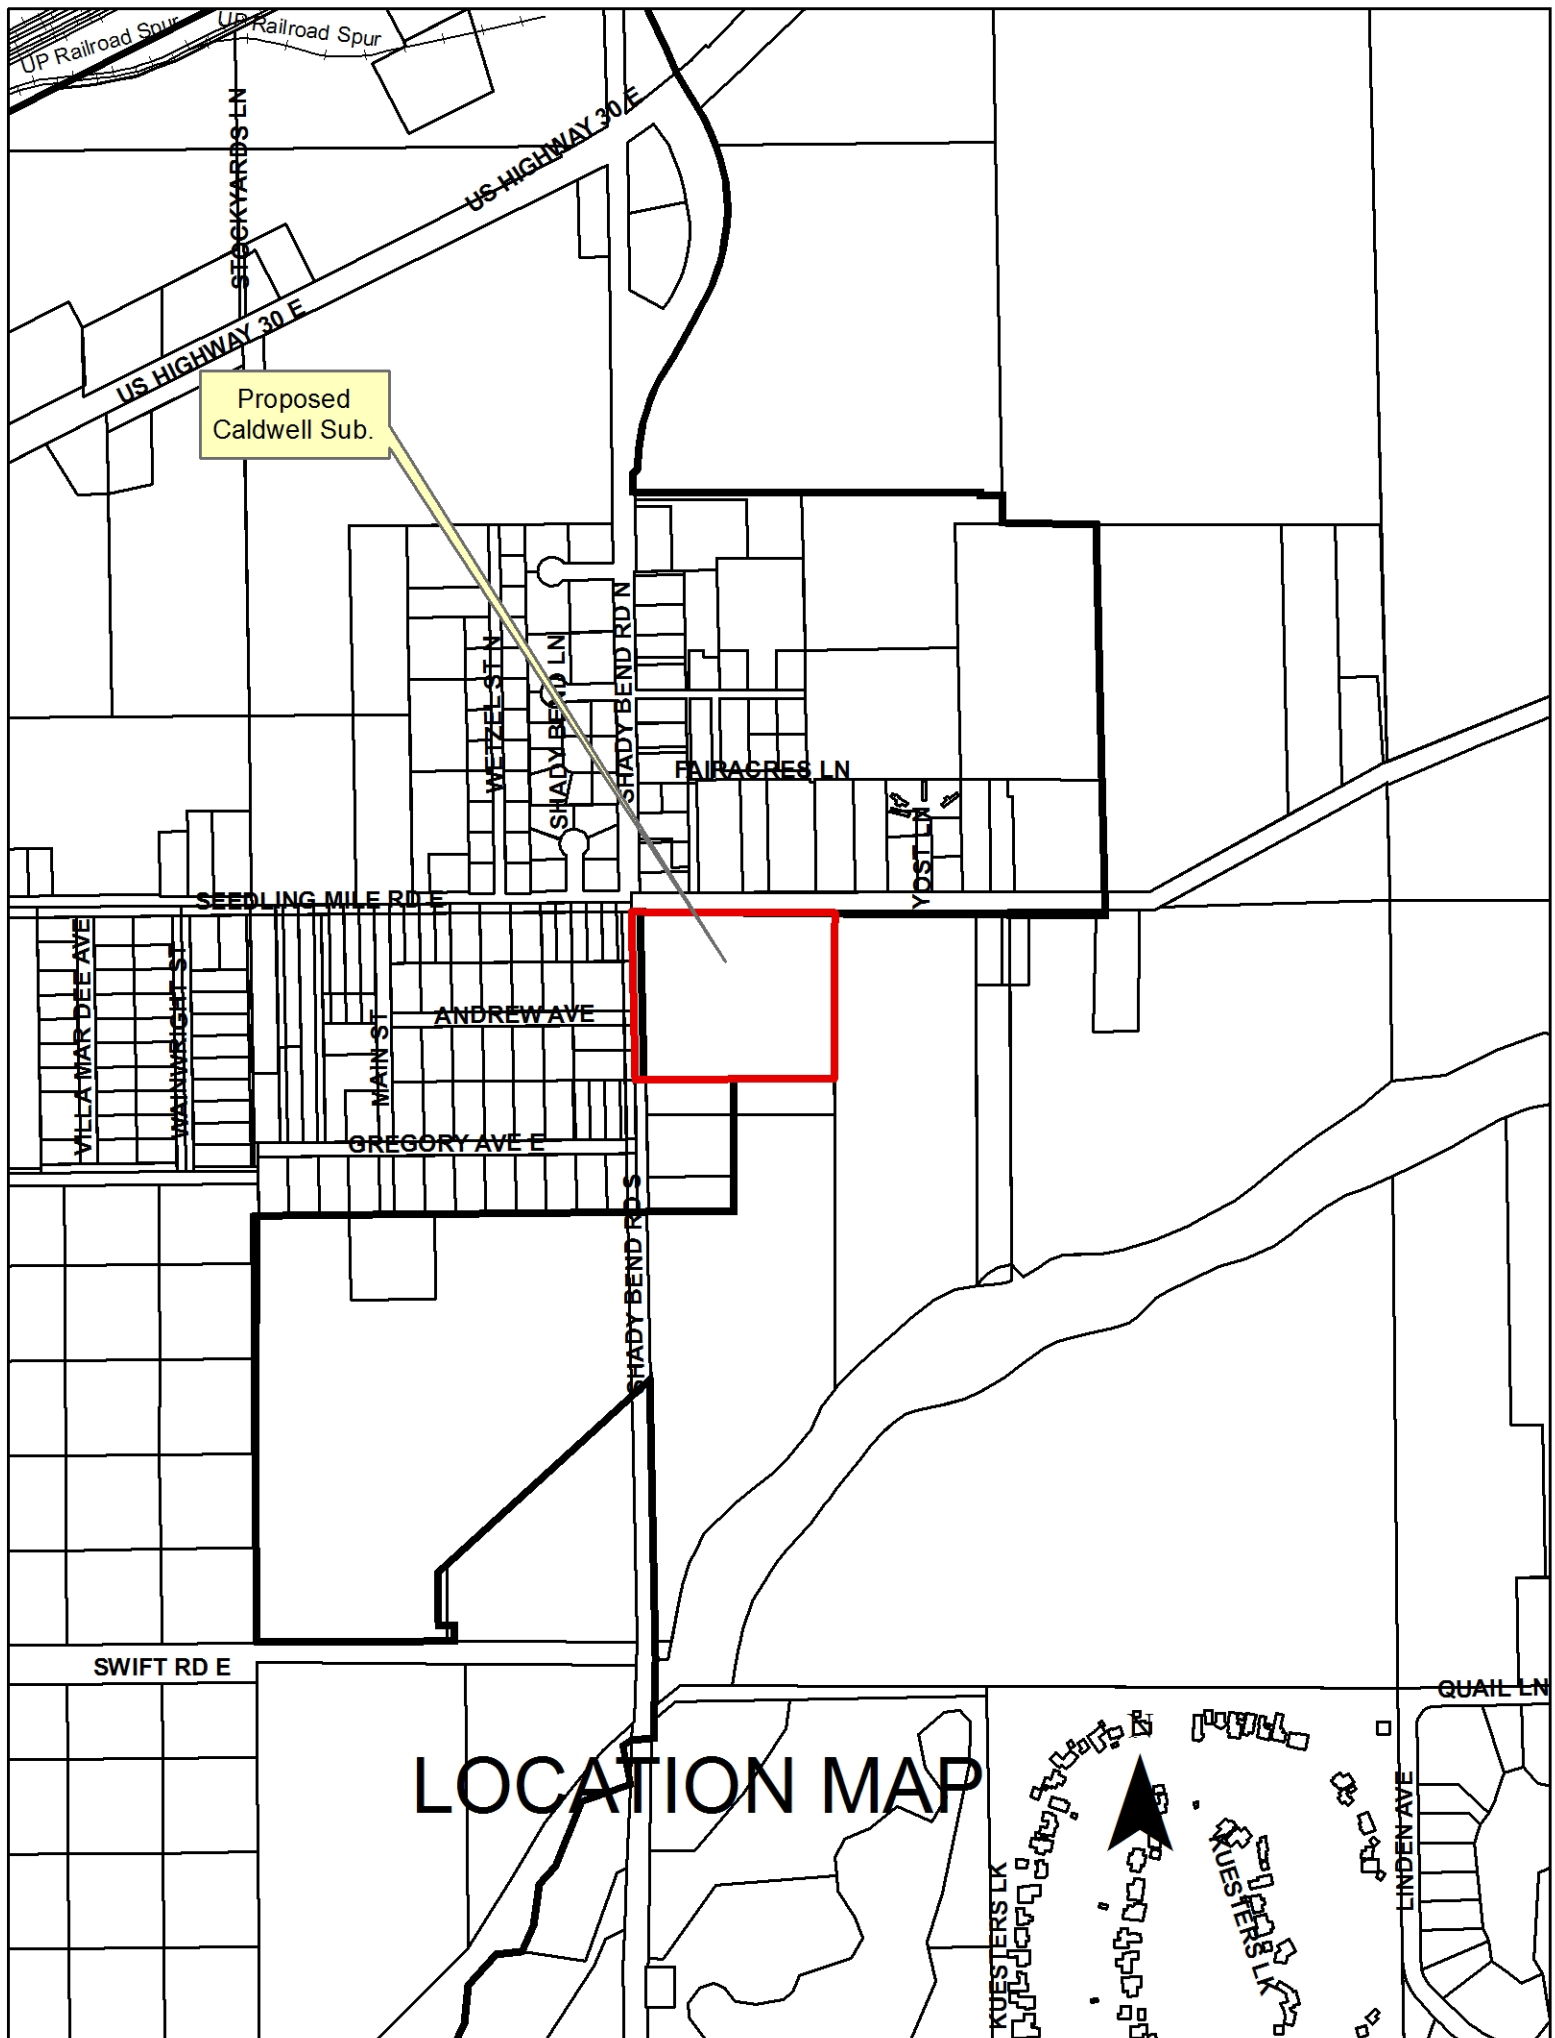 UP Railroad Spur
UP Railroad Spur
STOCKYARDS LN
US HIGHWAY 30 E
US HIGHWAY 30 E
Proposed
Caldwell Sub.
WETZEL ST N
SHADY BEND LN
SHADY BEND RD N
FAIRACRES LN
YOST LN
SEEDLING MILE RD E
VILLA MAR DEE AVE
WAINWRIGHT ST
MAIN ST
ANDREW AVE
GREGORY AVE E
SHADY BEND RD S
SWIFT RD E
QUAIL LN
N
LOCATION MAP
KUESTERS LK
KUESTERS LK
LINDEN AVE